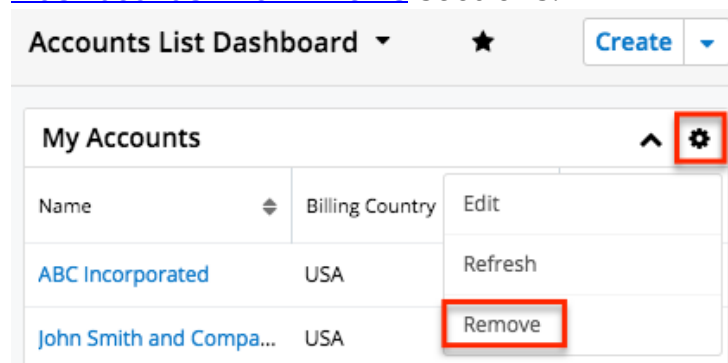 Accounts List Dashboard
Create
My Accounts
Name Billing Country Edit
Refresh
ABC Incorporated USA
Remove
John Smith and Compa... USA